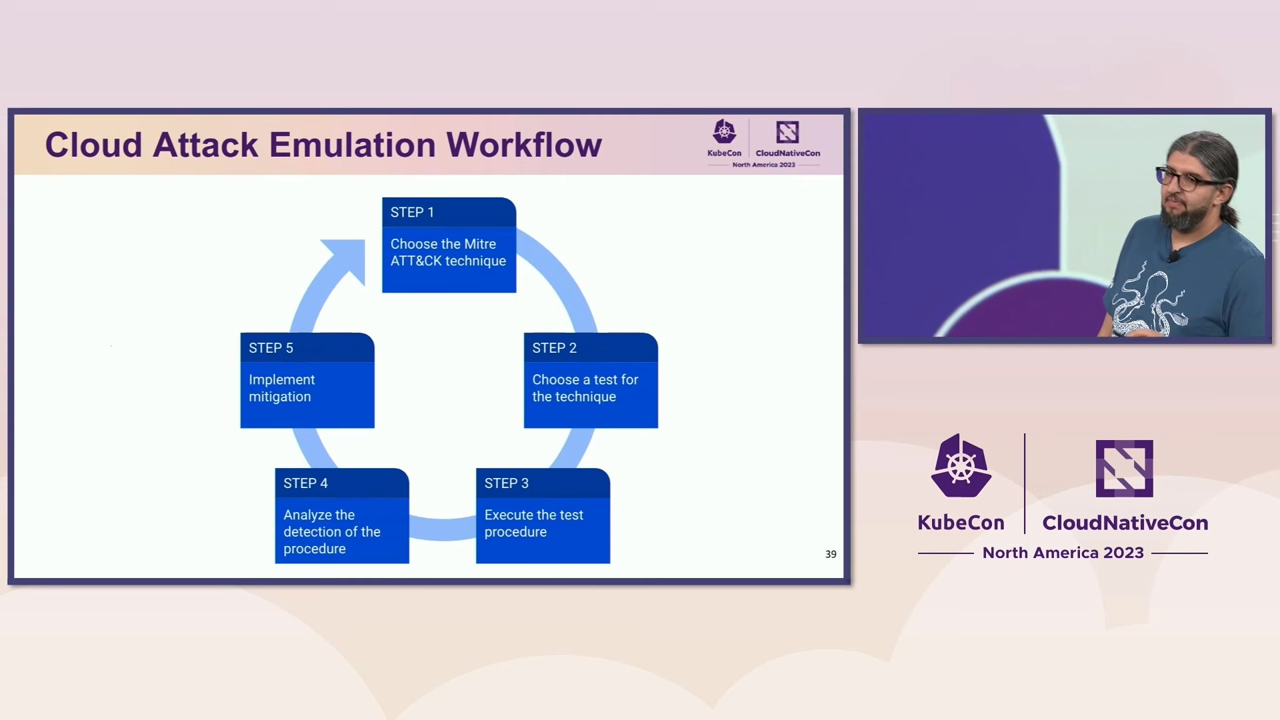 Cloud Attack Emulation Workflow
KubeCon
CloudNativeCon
North America 2023
STEP 1
Choose the Mitre
ATT&CK technique
STEP 2
Choose a test for
the technique
STEP 3
Execute the test
procedure
STEP 4
Analyze the
detection of the
procedure
STEP 5
Implement
mitigation
39
KubeCon
CloudNativeCon
North America 2023